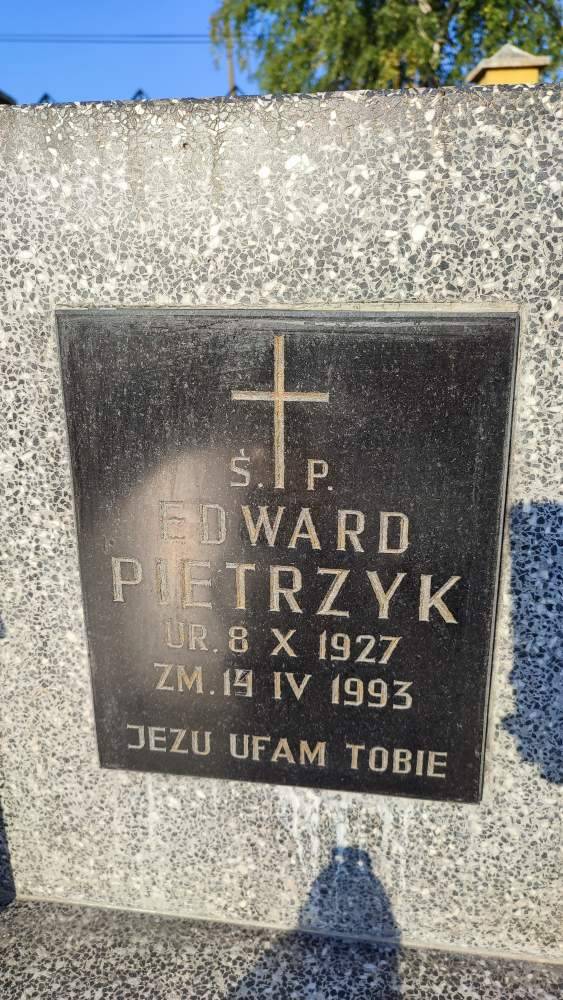 Ś. P.
EDWARD
PIETRZYK
UR. 8 X 1927
ZM. 14 IV 1993
JEZU UFAM TOBIE